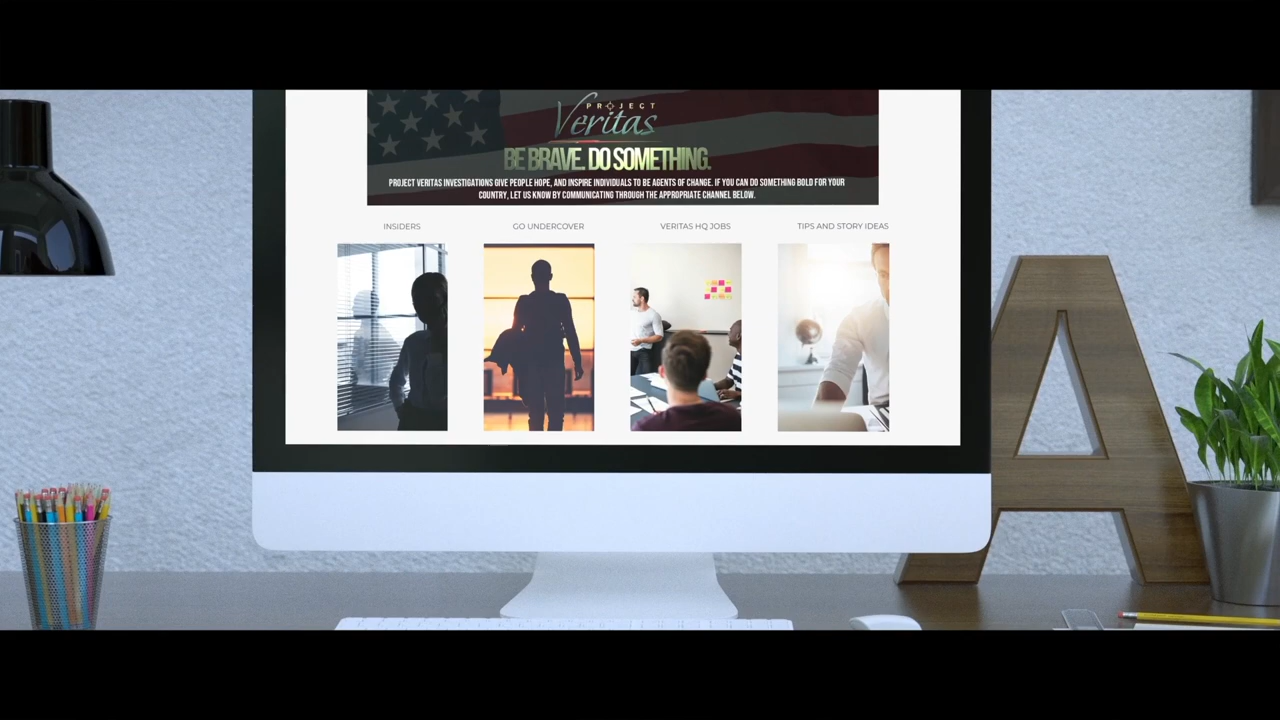 PROJECT
Veritas
BE BRAVE. DO SOMETHING.
PROJECT VERITAS INVESTIGATIONS GIVE PEOPLE HOPE, AND INSPIRE INDIVIDUALS TO BE AGENTS OF CHANGE. IF YOU CAN DO SOMETHING BOLD FOR YOUR
COUNTRY, LET US KNOW BY COMMUNICATING THROUGH THE APPROPRIATE CHANNEL BELOW.
INSIDERS GO UNDERCOVER VERITAS HQ JOBS TIPS AND STORY IDEAS
A